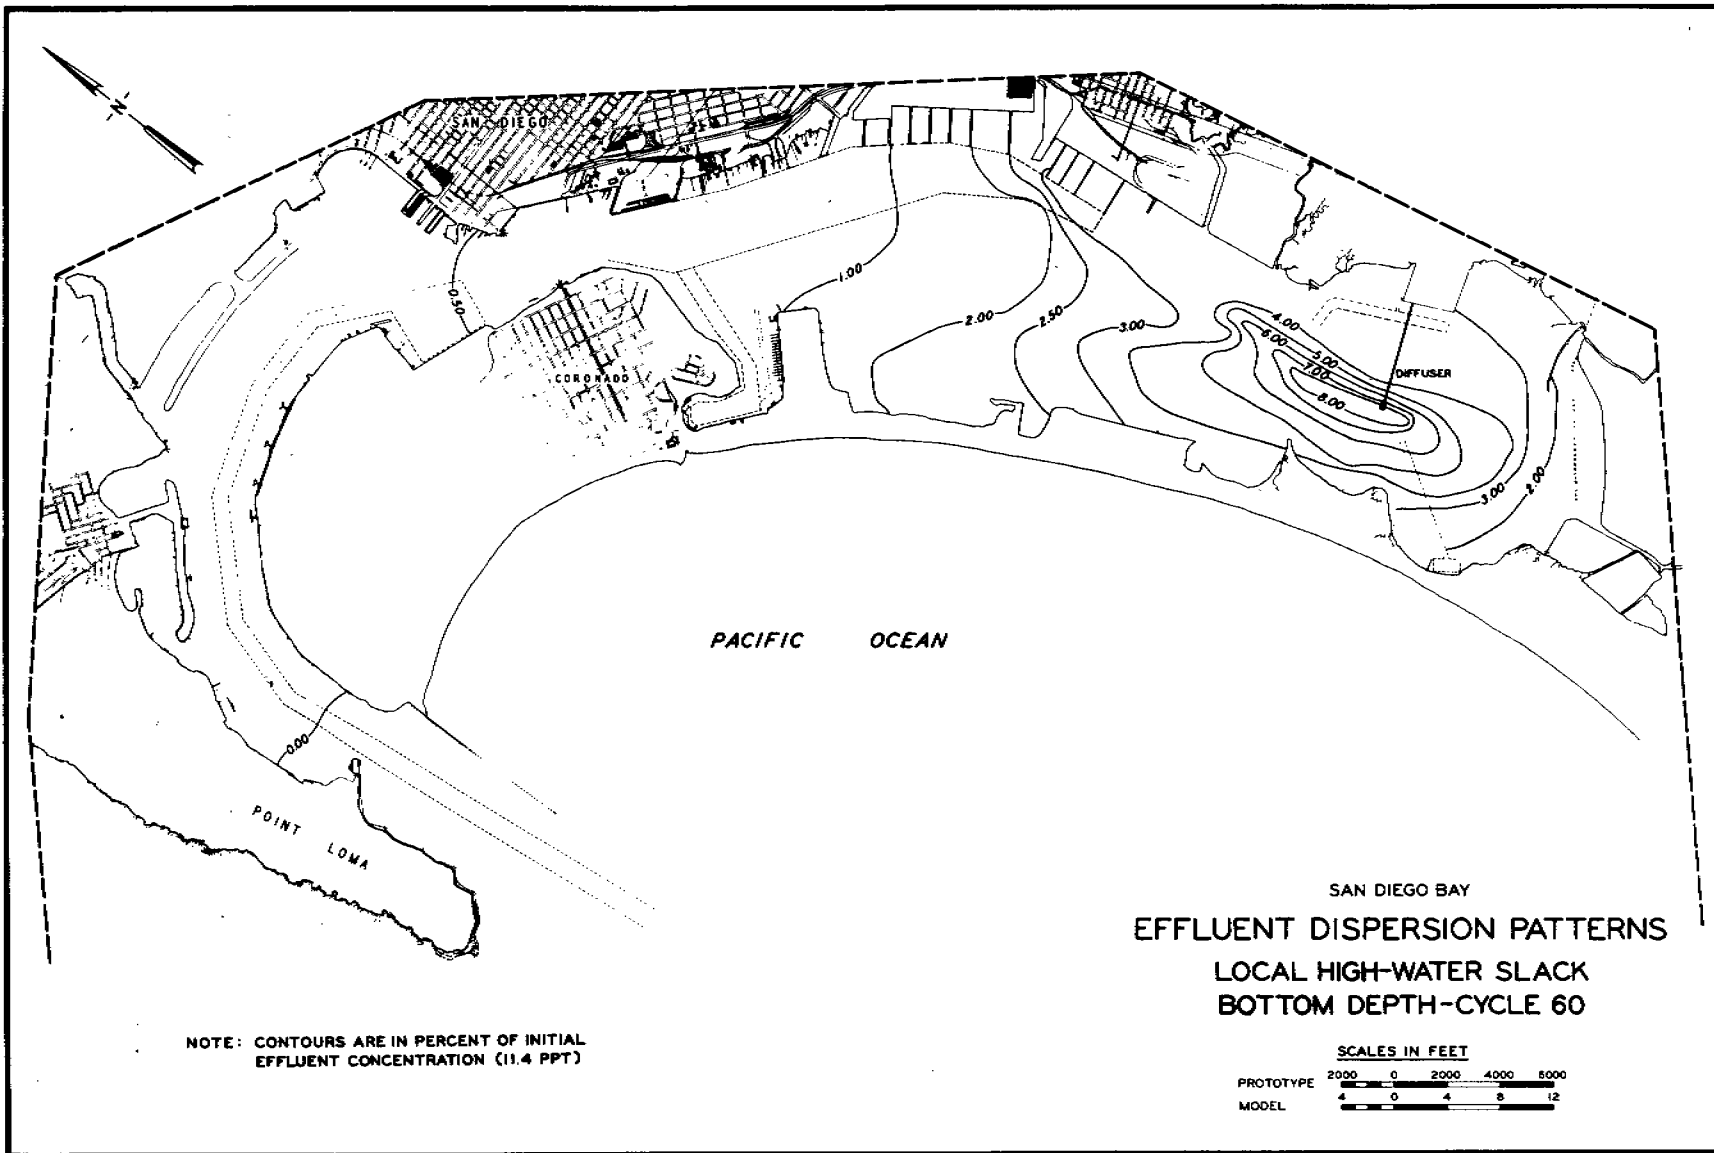 N
SAN DIEGO
0.50
1.00
2.00
2.50
3.00
4.00
6.00
5.00
7.00
8.00
DIFFUSER
CORONADO
3.00
2.00
PACIFIC OCEAN
0.00
POINT LOMA
SAN DIEGO BAY
EFFLUENT DISPERSION PATTERNS
LOCAL HIGH-WATER SLACK
BOTTOM DEPTH-CYCLE 60
NOTE: CONTOURS ARE IN PERCENT OF INITIAL
EFFLUENT CONCENTRATION (11.4 PPT)
SCALES IN FEET
PROTOTYPE 2000 0 2000 4000 6000
MODEL 4 0 4 8 12